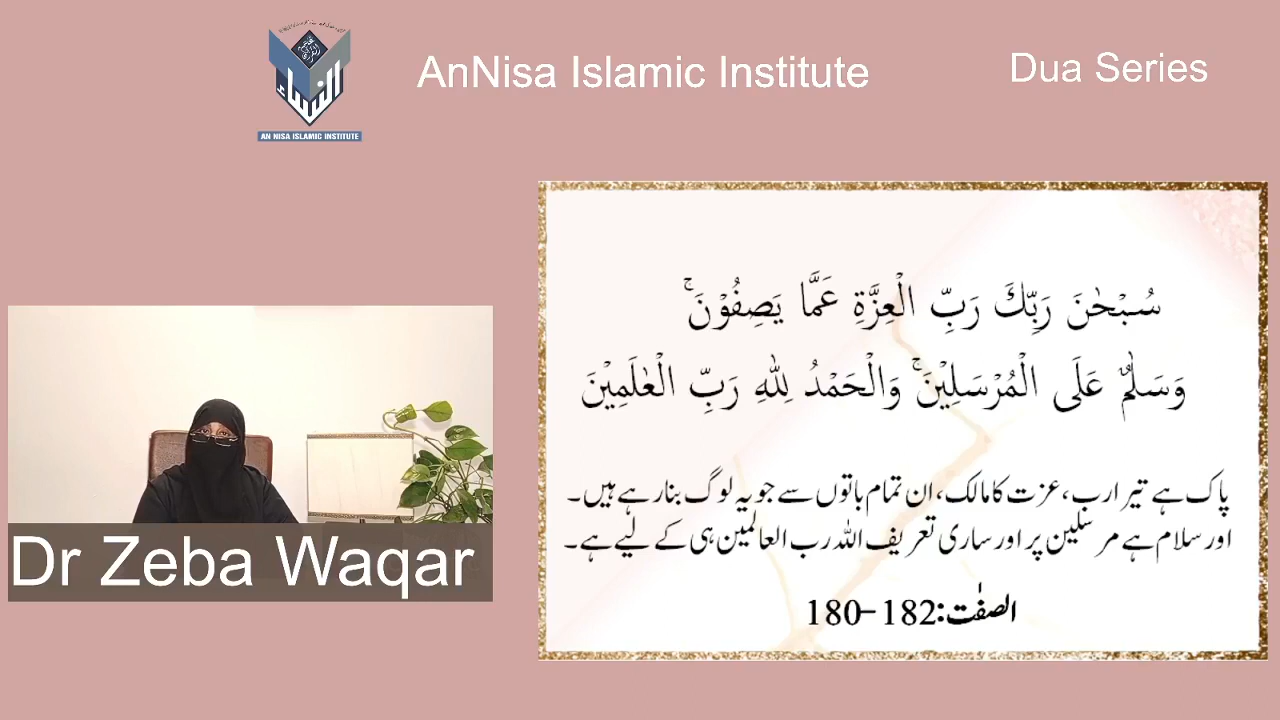 AnNisa Islamic Institute
Dua Series
النساء
AN NISA ISLAMIC INSTITUTE
سُبْحٰنَ رَبِّكَ رَبِّ الْعِزَّةِ عَمَّا يَصِفُوْنَ ۚ
وَسَلٰمٌ عَلَى الْمُرْسَلِيْنَ ۚ وَالْحَمْدُ لِلّٰهِ رَبِّ الْعٰلَمِيْنَ
پاک ہے تیرا رب، عزت کا مالک، ان تمام باتوں سے جو یہ لوگ بنا رہے ہیں۔
اور سلام ہے مرسلین پر اور ساری تعریف اللہ رب العالمین ہی کے لیے ہے۔
الصفٰت:182–180
Dr Zeba Waqar